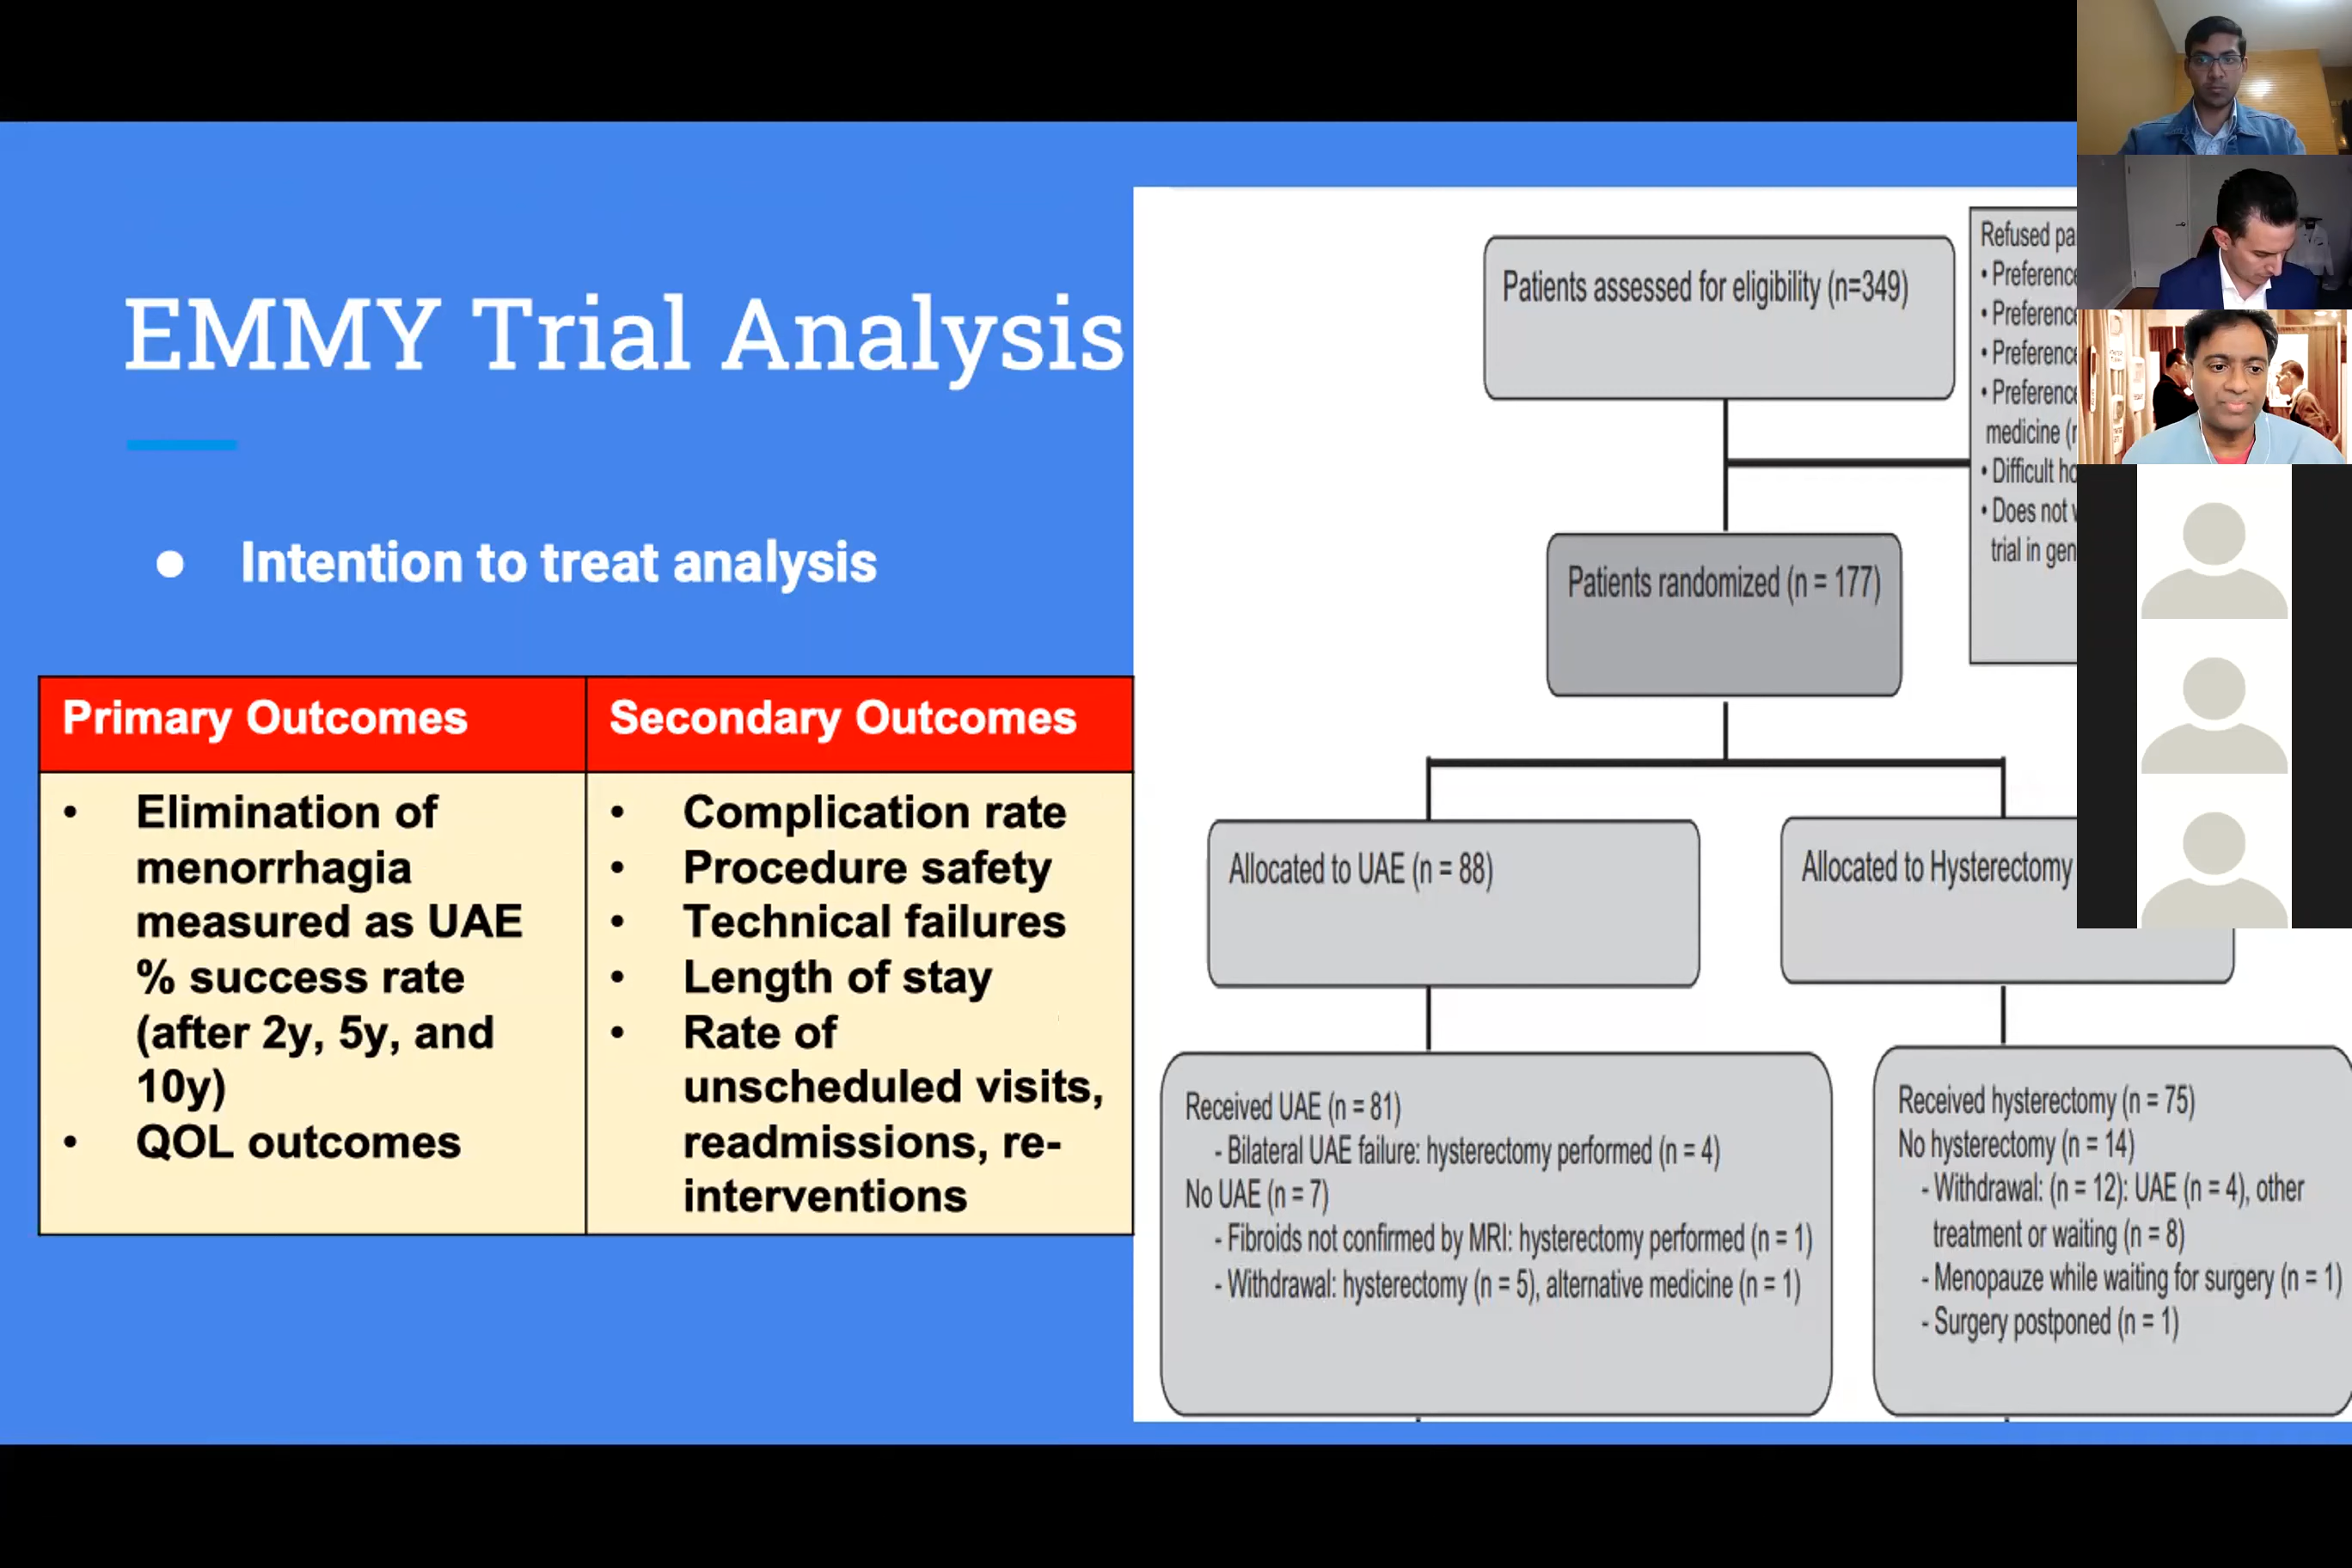 EMMY Trial Analysis
● Intention to treat analysis
Primary Outcomes
• Elimination of
menorrhagia
measured as UAE
% success rate
(after 2y, 5y, and
10y)
• QOL outcomes
Secondary Outcomes
• Complication rate
• Procedure safety
• Technical failures
• Length of stay
• Rate of
unscheduled visits,
readmissions, re-
interventions
Patients assessed for eligibility (n=349)
Refused
• Preference
• Preference
• Preference
• Preference
medicine
• Difficult
• Does not
trial in
Patients randomized (n = 177)
Allocated to UAE (n = 88)
Allocated to Hysterectomy
Received UAE (n = 81)
- Bilateral UAE failure: hysterectomy performed (n = 4)
No UAE (n = 7)
- Fibroids not confirmed by MRI: hysterectomy performed (n = 1)
- Withdrawal: hysterectomy (n = 5), alternative medicine (n = 1)
Received hysterectomy (n = 75)
No hysterectomy (n = 14)
- Withdrawal: (n = 12): UAE (n = 4), other
treatment or waiting (n = 8)
- Menopauze while waiting for surgery (n = 1)
- Surgery postponed (n = 1)